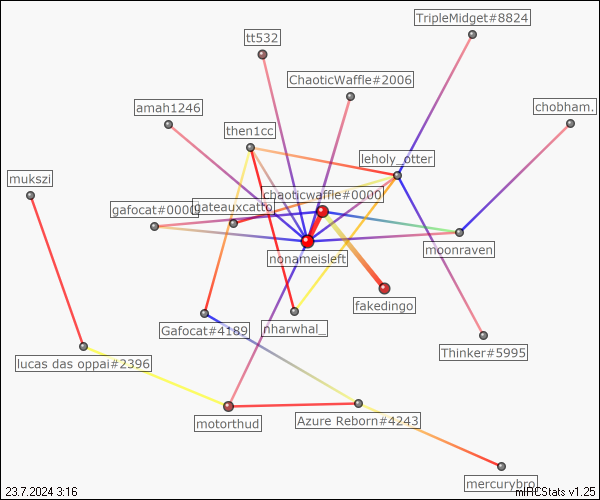 TripleMidget#8824
tt532
ChaoticWaffle#2006
amah1246
chobham.
then1cc
leholy_otter
mukszi
chaoticwaffle#0000
gafocat#0000
gateauxcatto
moonraven
nonameisleft
fakedingo
Gafocat#4189
nharwhal_
Thinker#5995
lucas das oppai#2396
motorthud
Azure Reborn#4243
mercurybro
23.7.2024 3:16
mIRCStats v1.25